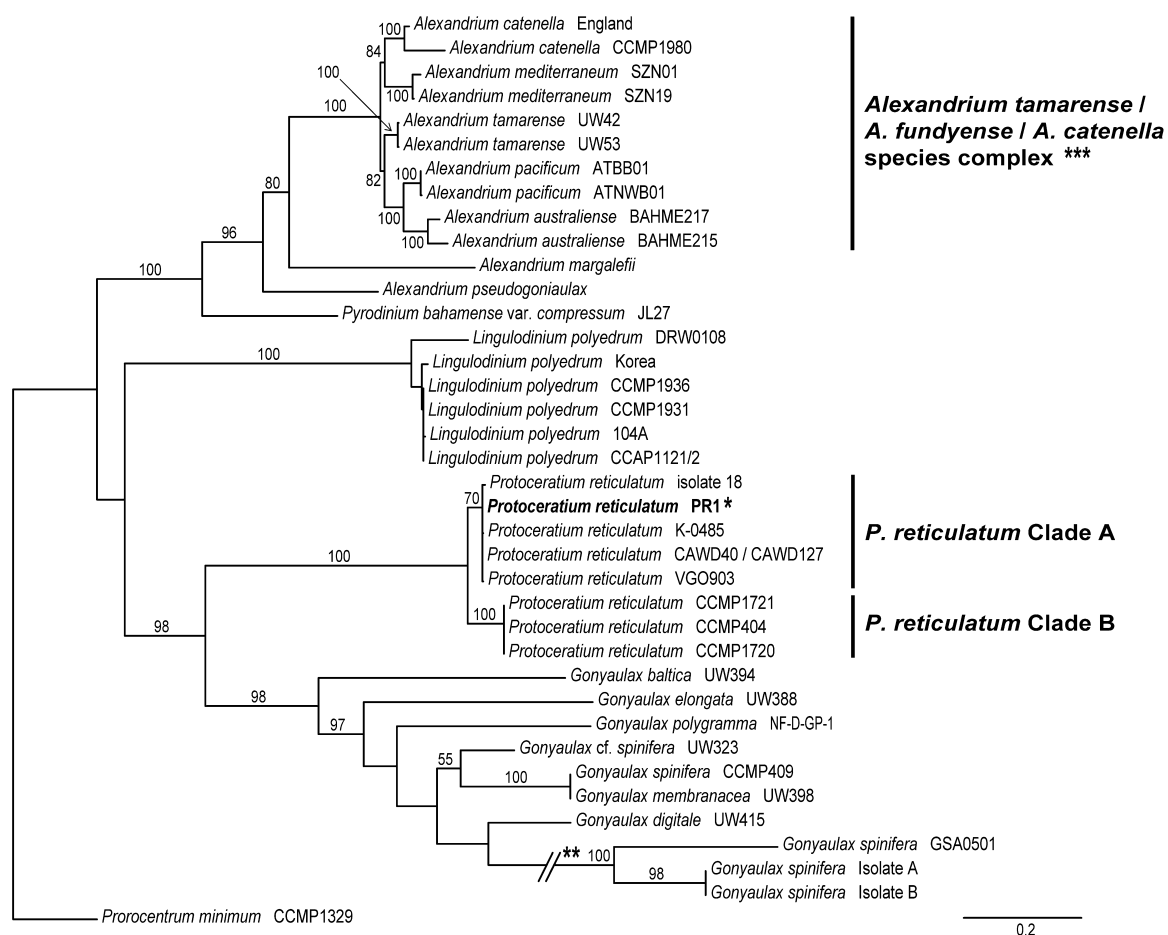 100
Alexandrium catenella England
84
Alexandrium catenella CCMP1980
100
Alexandrium mediterraneum SZN01
100
Alexandrium mediterraneum SZN19
100
Alexandrium tamarense UW42
Alexandrium tamarense UW53
82
Alexandrium pacificum ATBB01
100
Alexandrium pacificum ATNWB01
100
Alexandrium australiense BAHME217
100
Alexandrium australiense BAHME215
Alexandrium tamarense /
A. fundyense / A. catenella
species complex ***
80
96
Alexandrium margalefii
100
Alexandrium pseudogoniaulax
Pyrodinium bahamense var. compressum JL27
Lingulodinium polyedrum DRW0108
100
Lingulodinium polyedrum Korea
Lingulodinium polyedrum CCMP1936
Lingulodinium polyedrum CCMP1931
Lingulodinium polyedrum 104A
Lingulodinium polyedrum CCAP1121/2
Protoceratium reticulatum isolate 18
70
Protoceratium reticulatum PR1*
Protoceratium reticulatum K-0485
100
Protoceratium reticulatum CAWD40 / CAWD127
Protoceratium reticulatum VGO903
P. reticulatum Clade A
Protoceratium reticulatum CCMP1721
100
Protoceratium reticulatum CCMP404
Protoceratium reticulatum CCMP1720
P. reticulatum Clade B
98
Gonyaulax baltica UW394
98
Gonyaulax elongata UW388
97
Gonyaulax polygramma NF-D-GP-1
Gonyaulax cf. spinifera UW323
55
Gonyaulax spinifera CCMP409
100
Gonyaulax membranacea UW398
Gonyaulax digitale UW415
Gonyaulax spinifera GSA0501
** 100
Gonyaulax spinifera Isolate A
98
Gonyaulax spinifera Isolate B
Prorocentrum minimum CCMP1329
0.2